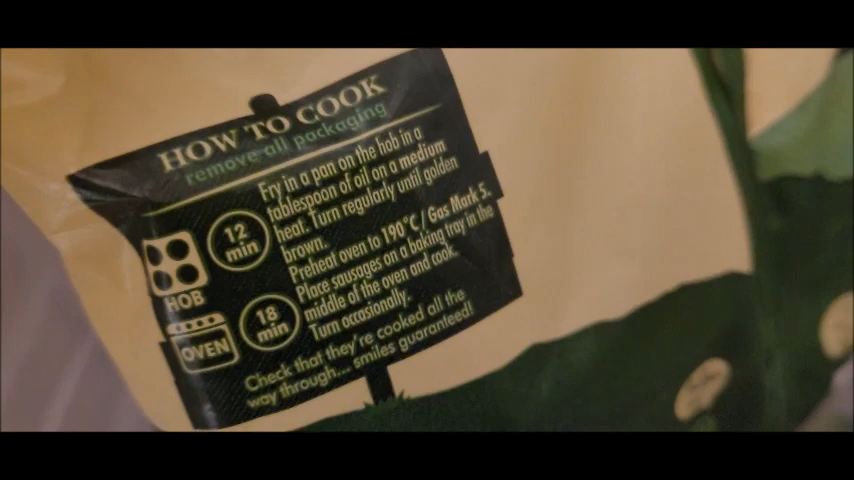 HOW TO COOK
remove all packaging
12
min
HOB
Fry in a pan on the hob in a
tablespoon of oil on a medium
heat. Turn regularly until golden
brown.
18
min
OVEN
Preheat oven to 190°C / Gas Mark 5.
Place sausages on a baking tray in the
middle of the oven and cook.
Turn occasionally.
Check that they're cooked all the
way through... smiles guaranteed!